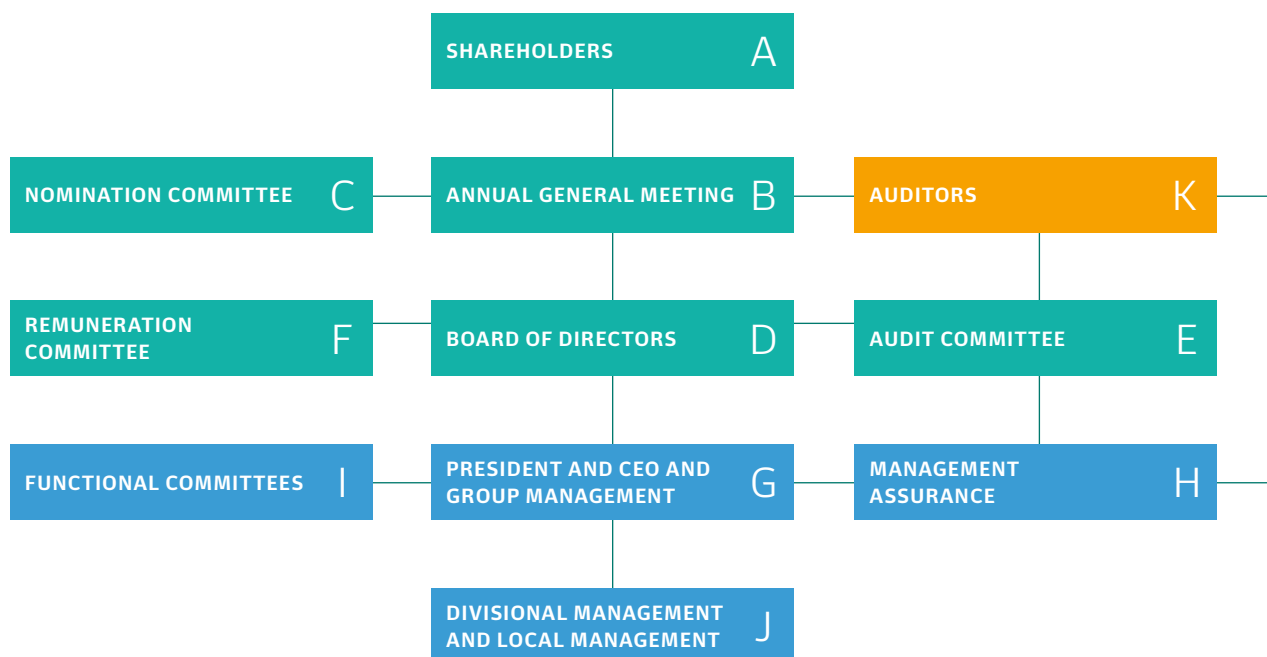 SHAREHOLDERS A
NOMINATION COMMITTEE C
ANNUAL GENERAL MEETING B
AUDITORS K
REMUNERATION
COMMITTEE F
BOARD OF DIRECTORS D
AUDIT COMMITTEE E
FUNCTIONAL COMMITTEES I
PRESIDENT AND CEO AND
GROUP MANAGEMENT G
MANAGEMENT
ASSURANCE H
DIVISIONAL MANAGEMENT
AND LOCAL MANAGEMENT J